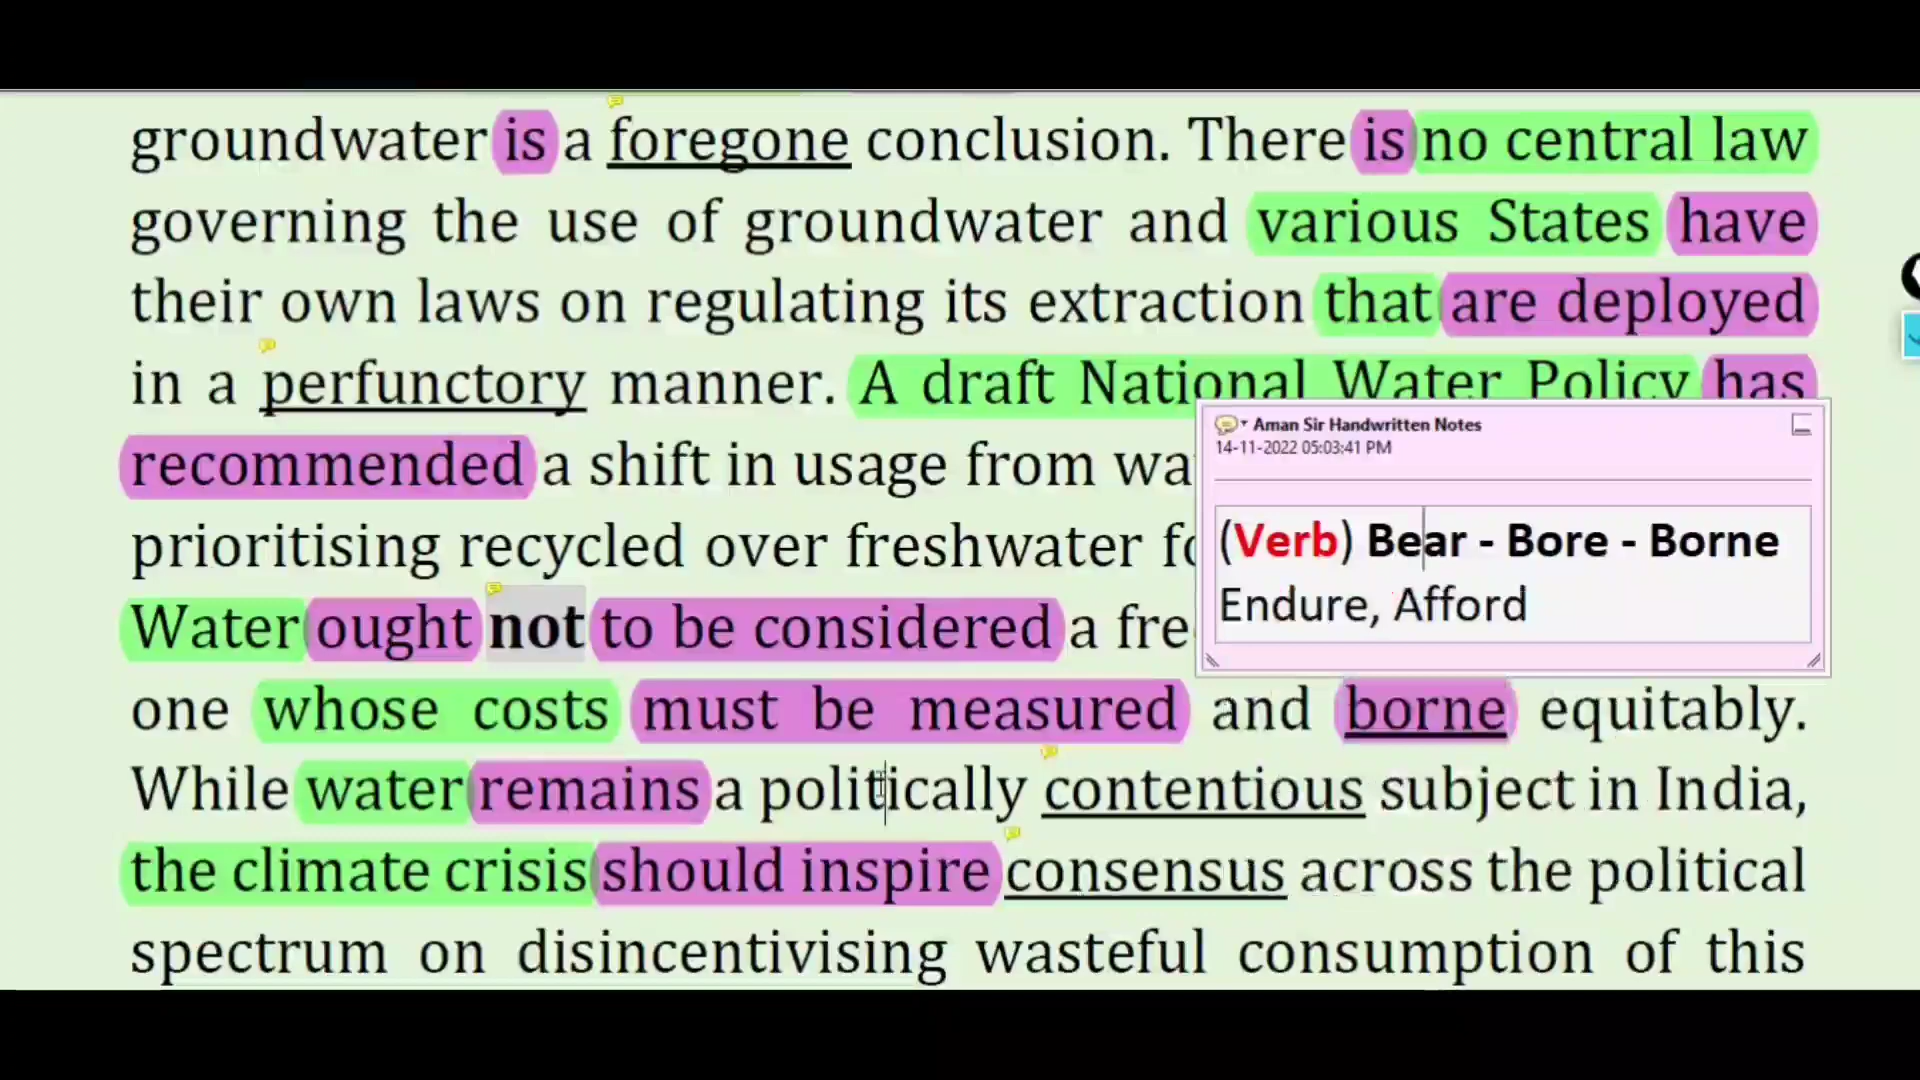 groundwater is a foregone conclusion. There is no central law
governing the use of groundwater and various States have
their own laws on regulating its extraction that are deployed
in a perfunctory manner. A draft National Water Policy has
recommended a shift in usage from wa
prioritising recycled over freshwater fo
Water ought not to be considered a fre
Aman Sir Handwritten Notes
14-11-2022 05:03:41 PM
(Verb) Bear - Bore - Borne
Endure, Afford
one whose costs must be measured and borne equitably.
While water remains a politically contentious subject in India,
the climate crisis should inspire consensus across the political
spectrum on disincentivising wasteful consumption of this